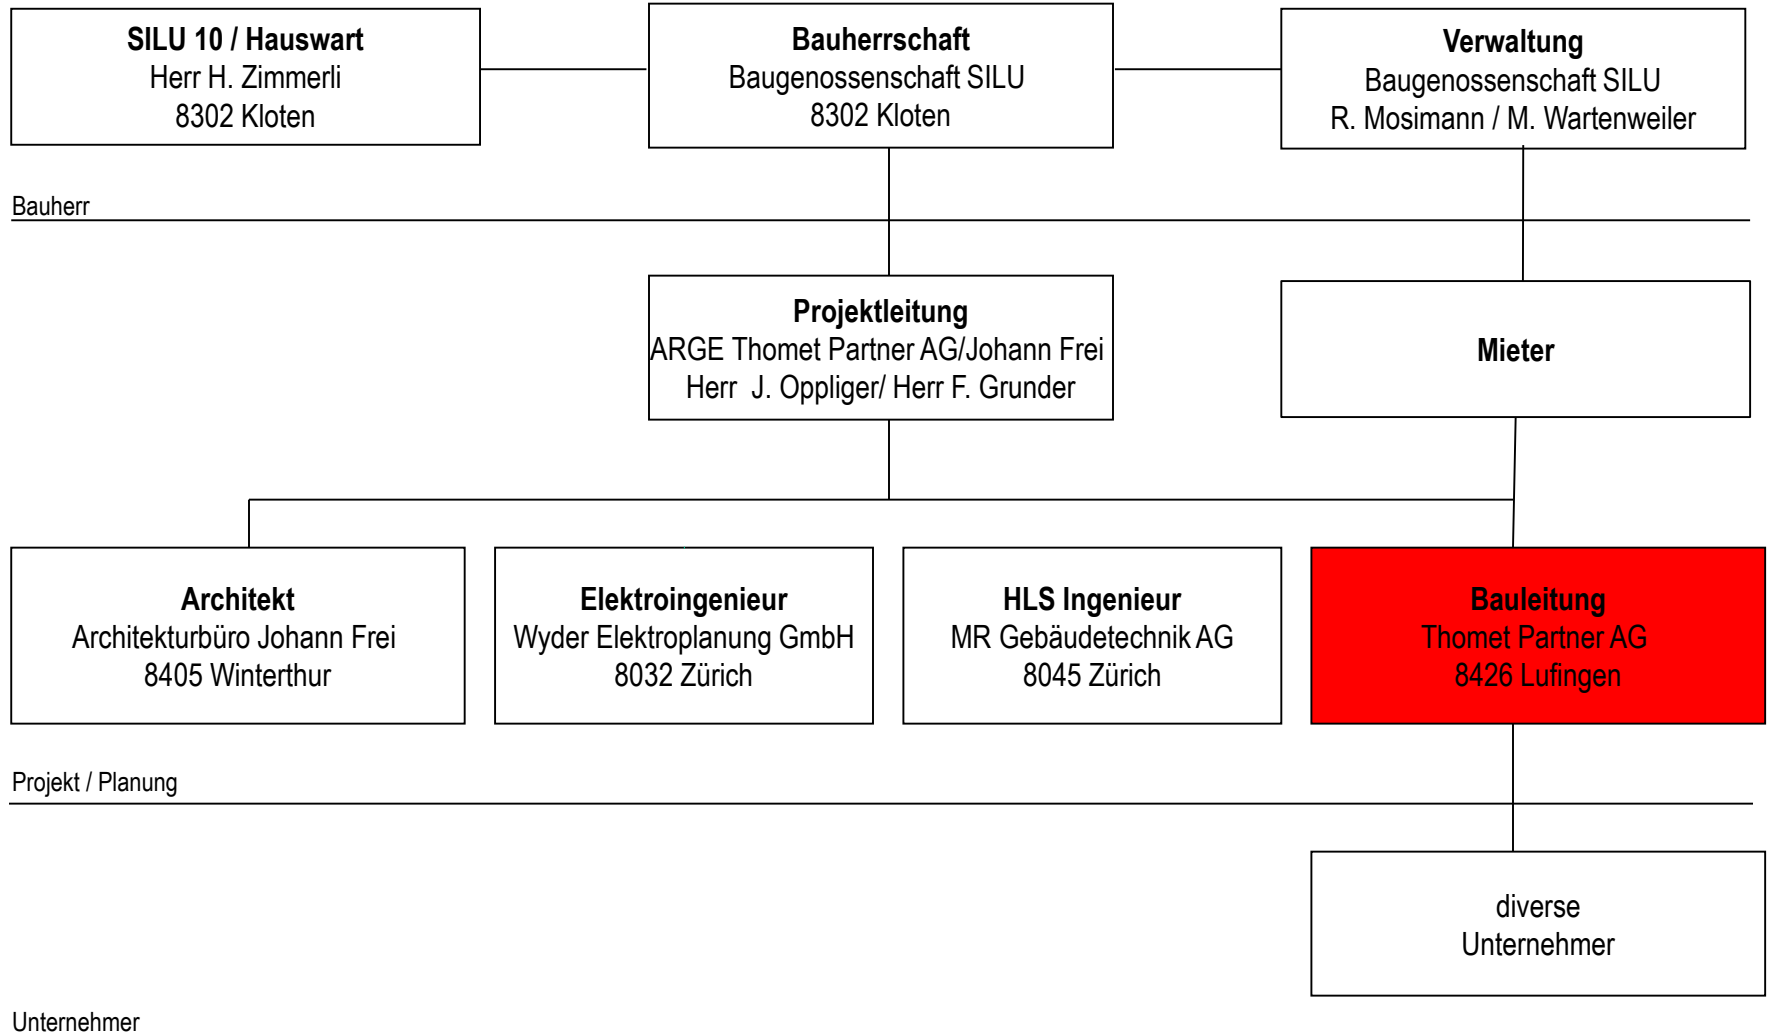 SILU 10 / Hauswart
Herr H. Zimmerli
8302 Kloten
Bauherrschaft
Baugenossenschaft SILU
8302 Kloten
Verwaltung
Baugenossenschaft SILU
R. Mosimann / M. Wartenweiler
Bauherr
Projektleitung
ARGE Thomet Partner AG/Johann Frei
Herr J. Oppliger/ Herr F. Grunder
Mieter
Architekt
Architekturbüro Johann Frei
8405 Winterthur
Elektroingenieur
Wyder Elektroplanung GmbH
8032 Zürich
HLS Ingenieur
MR Gebäudetechnik AG
8045 Zürich
Bauleitung
Thomet Partner AG
8426 Lufingen
Projekt / Planung
diverse
Unternehmer
Unternehmer